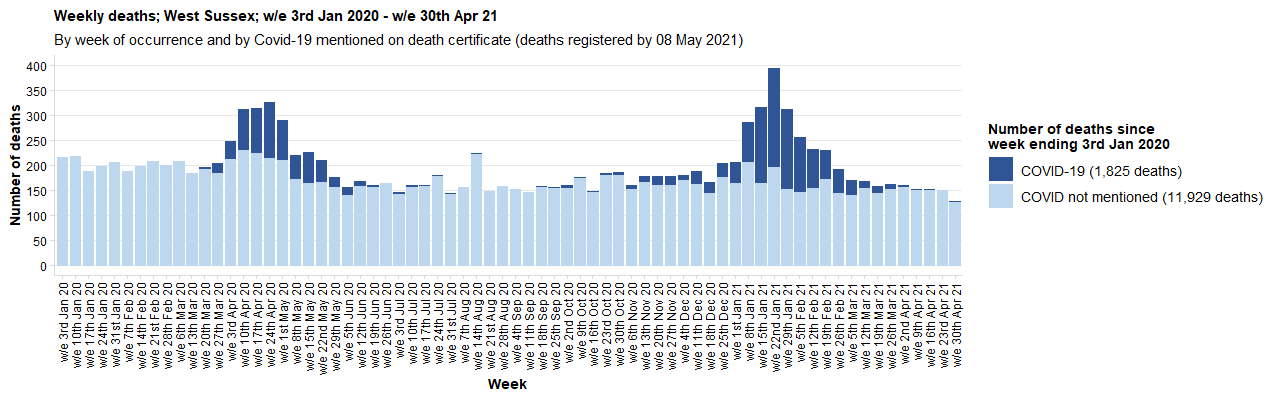 Weekly deaths; West Sussex; w/e 3rd Jan 2020 - w/e 30th Apr 21
By week of occurrence and by Covid-19 mentioned on death certificate (deaths registered by 08 May 2021)
Number of deaths
400
350
300
250
200
150
100
50
0
w/e 3rd Jan 20
w/e 10th Jan 20
w/e 17th Jan 20
w/e 24th Jan 20
w/e 31st Jan 20
w/e 7th Feb 20
w/e 14th Feb 20
w/e 21st Feb 20
w/e 28th Feb 20
w/e 6th Mar 20
w/e 13th Mar 20
w/e 20th Mar 20
w/e 27th Mar 20
w/e 3rd Apr 20
w/e 10th Apr 20
w/e 17th Apr 20
w/e 24th Apr 20
w/e 1st May 20
w/e 8th May 20
w/e 15th May 20
w/e 22nd May 20
w/e 29th May 20
w/e 5th Jun 20
w/e 12th Jun 20
w/e 19th Jun 20
w/e 26th Jun 20
w/e 3rd Jul 20
w/e 10th Jul 20
w/e 17th Jul 20
w/e 24th Jul 20
w/e 31st Jul 20
w/e 7th Aug 20
w/e 14th Aug 20
w/e 21st Aug 20
w/e 28th Aug 20
w/e 4th Sep 20
w/e 11th Sep 20
w/e 18th Sep 20
w/e 25th Sep 20
w/e 2nd Oct 20
w/e 9th Oct 20
w/e 16th Oct 20
w/e 23rd Oct 20
w/e 30th Oct 20
w/e 6th Nov 20
w/e 13th Nov 20
w/e 20th Nov 20
w/e 27th Nov 20
w/e 4th Dec 20
w/e 11th Dec 20
w/e 18th Dec 20
w/e 25th Dec 20
w/e 1st Jan 21
w/e 8th Jan 21
w/e 15th Jan 21
w/e 22nd Jan 21
w/e 29th Jan 21
w/e 5th Feb 21
w/e 12th Feb 21
w/e 19th Feb 21
w/e 26th Feb 21
w/e 5th Mar 21
w/e 12th Mar 21
w/e 19th Mar 21
w/e 26th Mar 21
w/e 2nd Apr 21
w/e 9th Apr 21
w/e 16th Apr 21
w/e 23rd Apr 21
w/e 30th Apr 21
Week
Number of deaths since
week ending 3rd Jan 2020
COVID-19 (1,825 deaths)
COVID not mentioned (11,929 deaths)